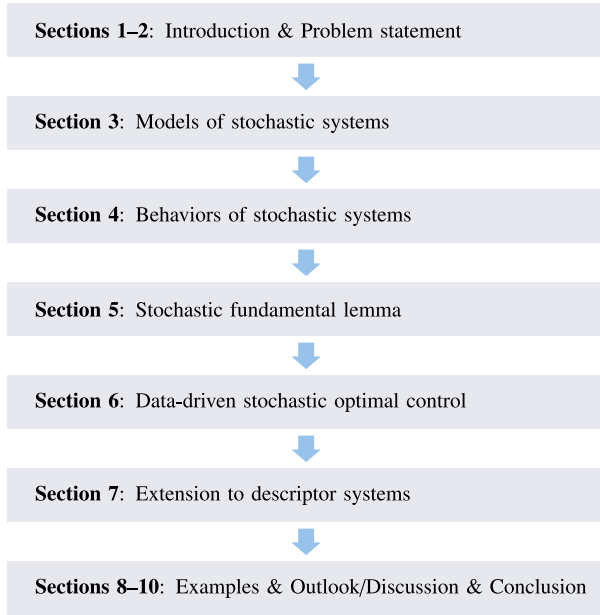 Sections 1–2: Introduction & Problem statement
Section 3: Models of stochastic systems
Section 4: Behaviors of stochastic systems
Section 5: Stochastic fundamental lemma
Section 6: Data-driven stochastic optimal control
Section 7: Extension to descriptor systems
Sections 8–10: Examples & Outlook/Discussion & Conclusion